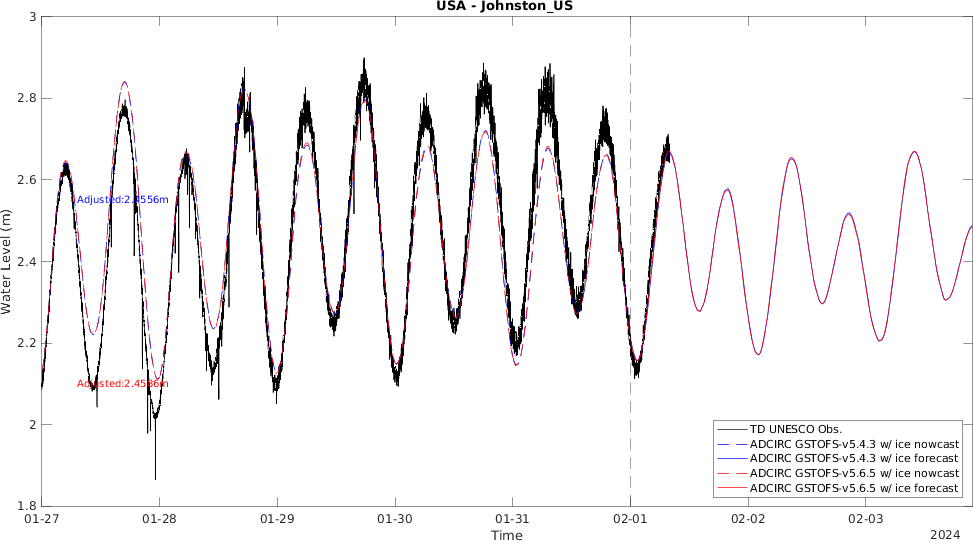 USA - Johnston_US
3
2.8
2.6
2.4
2.2
2
1.8
Water Level (m)
Adjusted:2.4556m
TD UNESCO Obs.
ADCIRC GSTOFS-v5.4.3 w/ ice nowcast
ADCIRC GSTOFS-v5.4.3 w/ ice forecast
ADCIRC GSTOFS-v5.6.5 w/ ice nowcast
ADCIRC GSTOFS-v5.6.5 w/ ice forecast
01-27
01-28
01-29
01-30
01-31
02-01
02-02
02-03
Time
2024